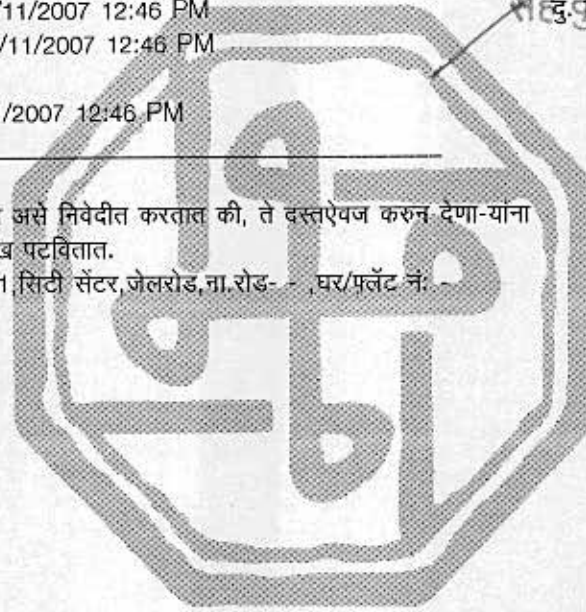 /11/2007 12:46 PM
/11/2007 12:46 PM
/2007 12:46 PM
असे निवेदीत करतात की, ते दस्तऐवज करुन देणा-यांना
पटवितात.
1,सिटी सेंटर,जेलरोड,ना.रोड- - ,घर/फ्लॅट नं: -